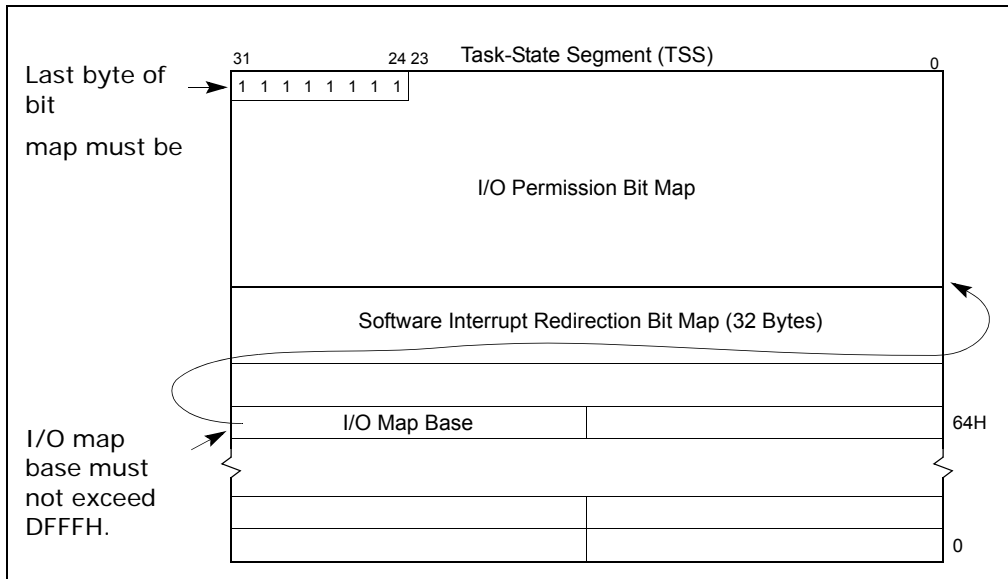 Task-State Segment (TSS)
31
24 23
0
Last byte of
bit
map must be
1 1 1 1 1 1 1 1
I/O Permission Bit Map
Software Interrupt Redirection Bit Map (32 Bytes)
I/O Map Base
64H
I/O map
base must
not exceed
DFFFH.
0